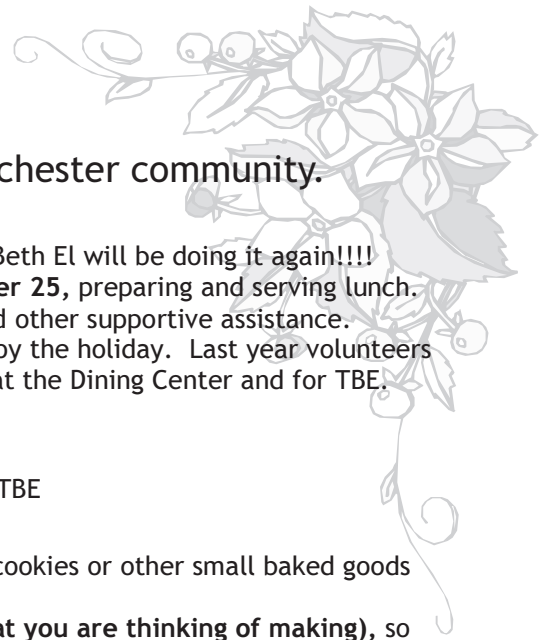 chester community.
Beth El will be doing it again!!!!
er 25, preparing and serving lunch.
d other supportive assistance.
by the holiday.  Last year volunteers
at the Dining Center and for TBE.
TBE
cookies or other small baked goods
at you are thinking of making), so